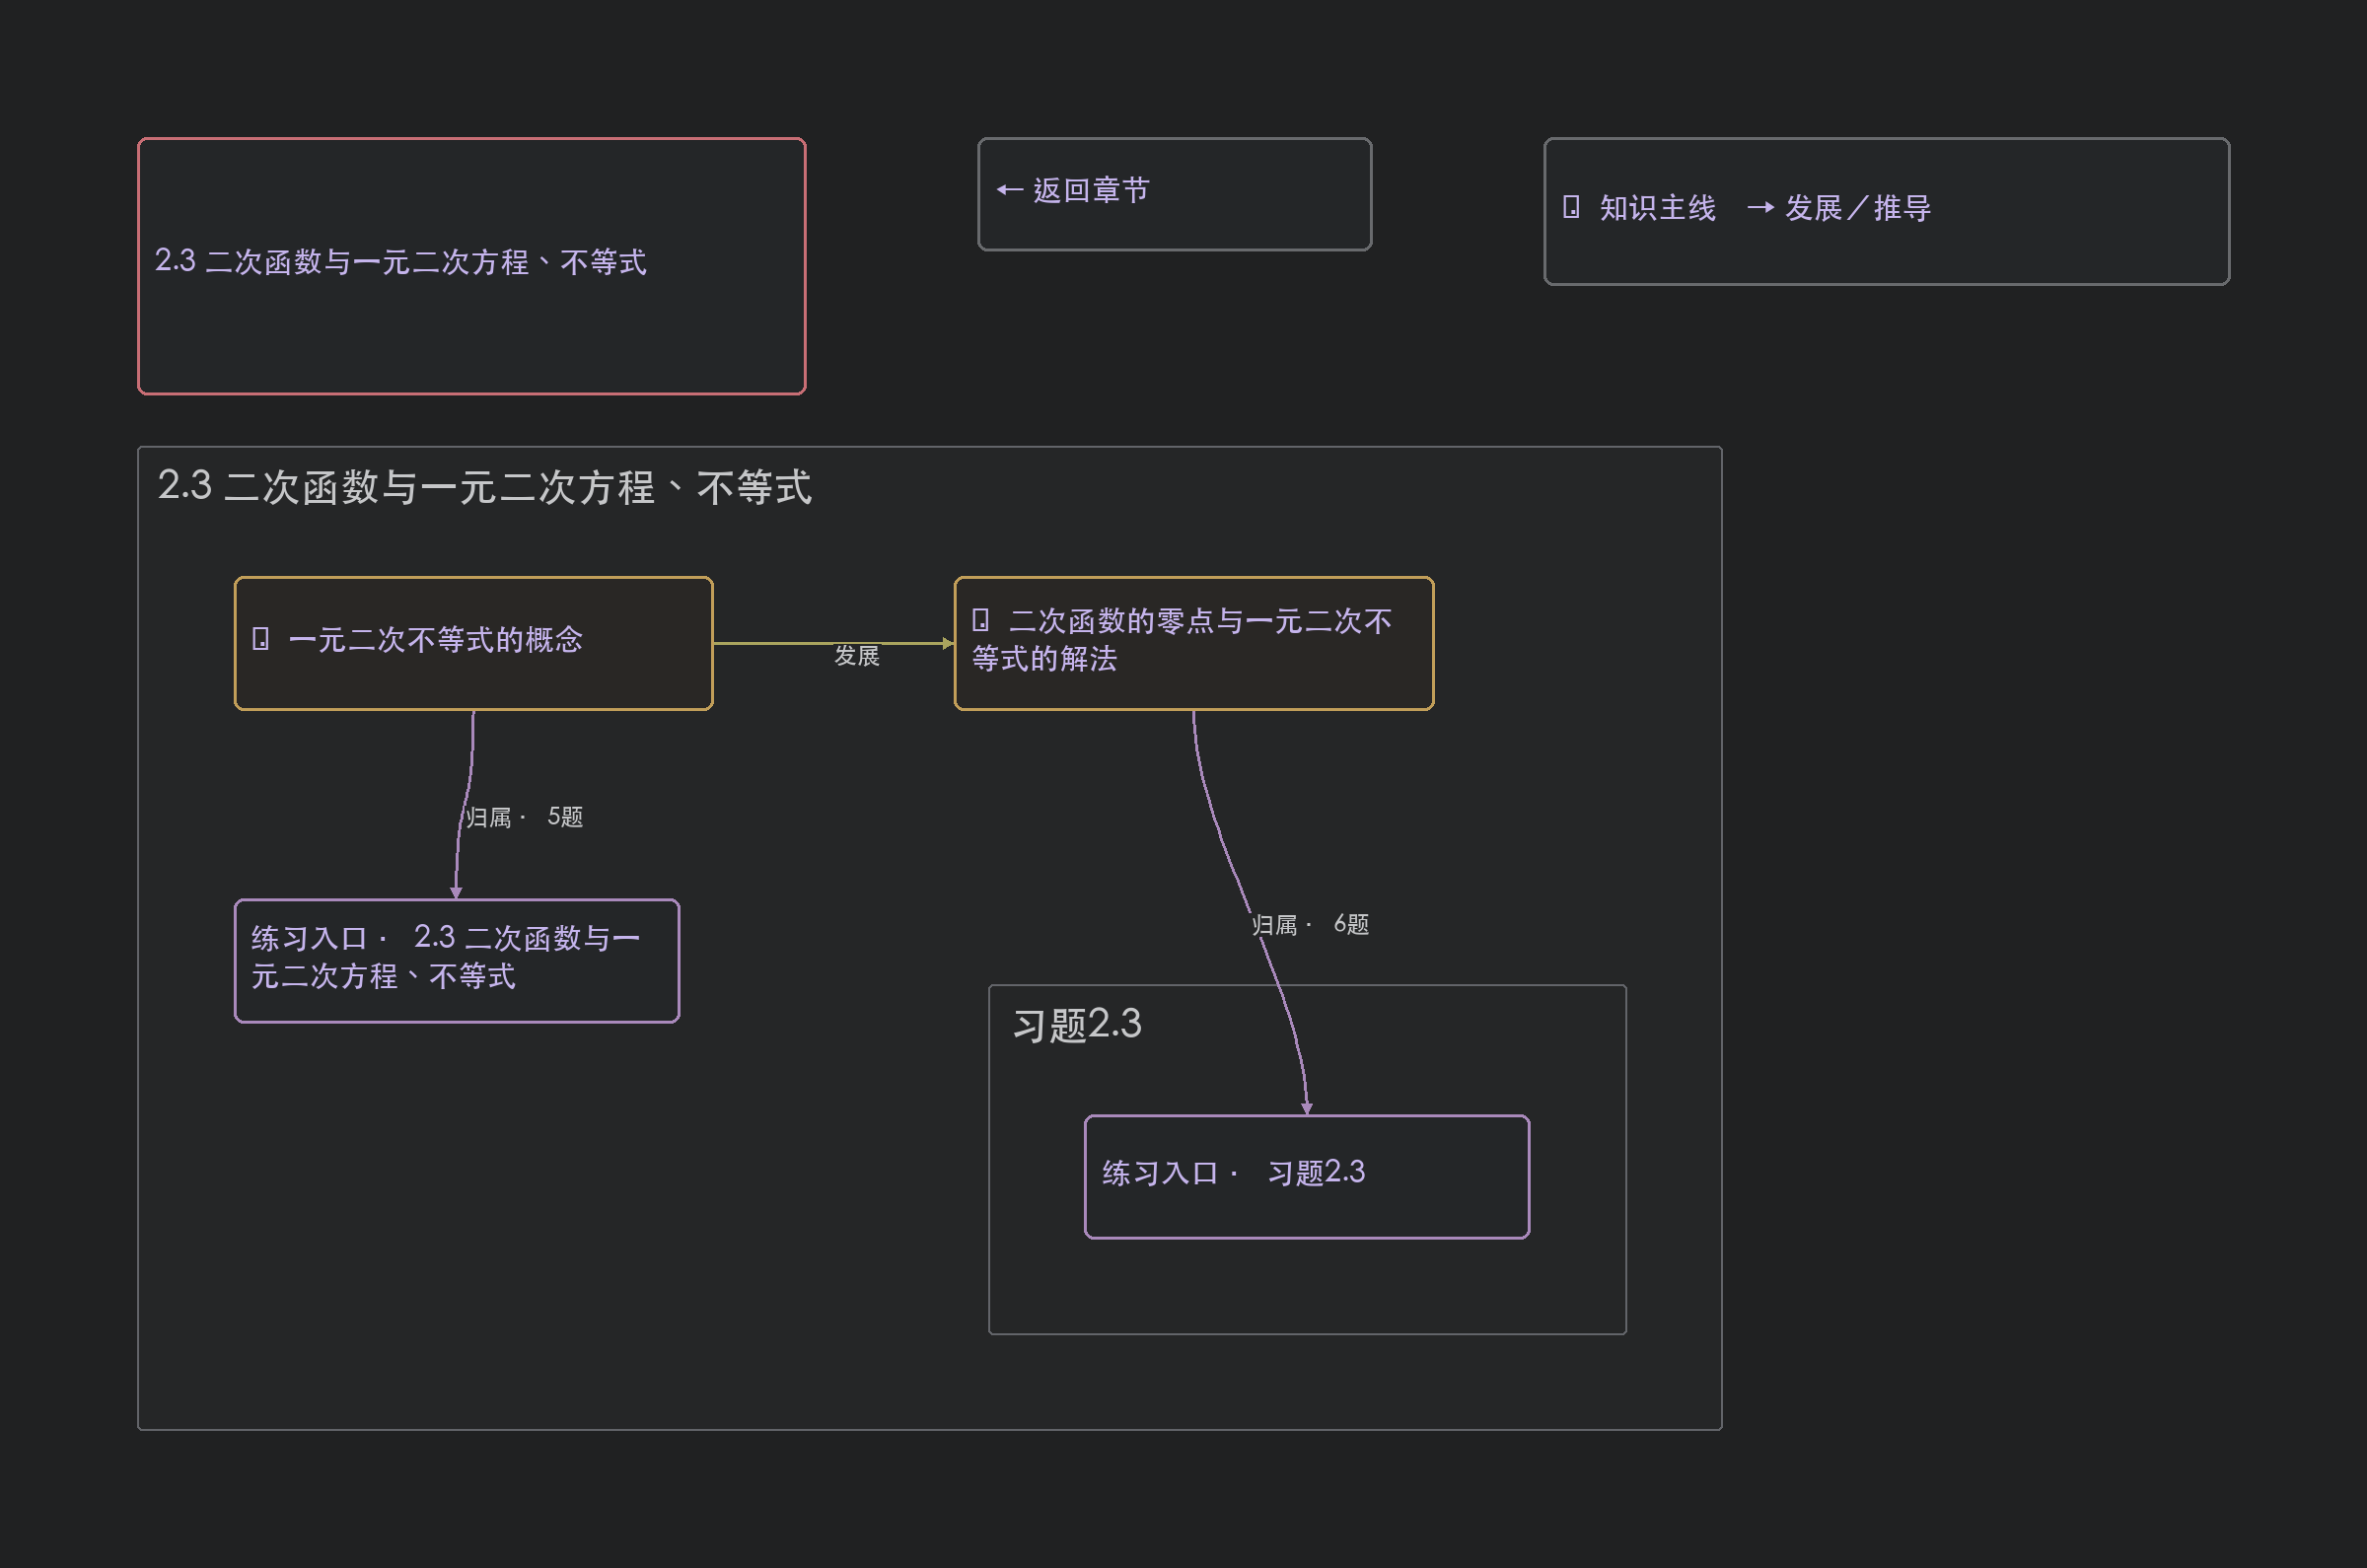 2.3 二次函数与一元二次方程、不等式
← 返回章节
知识主线 → 发展／推导
2.3 二次函数与一元二次方程、不等式
一元二次不等式的概念
发展
二次函数的零点与一元二次不
等式的解法
归属· 5题
归属· 6题
练习入口· 2.3 二次函数与一
元二次方程、不等式
习题2.3
练习入口· 习题2.3